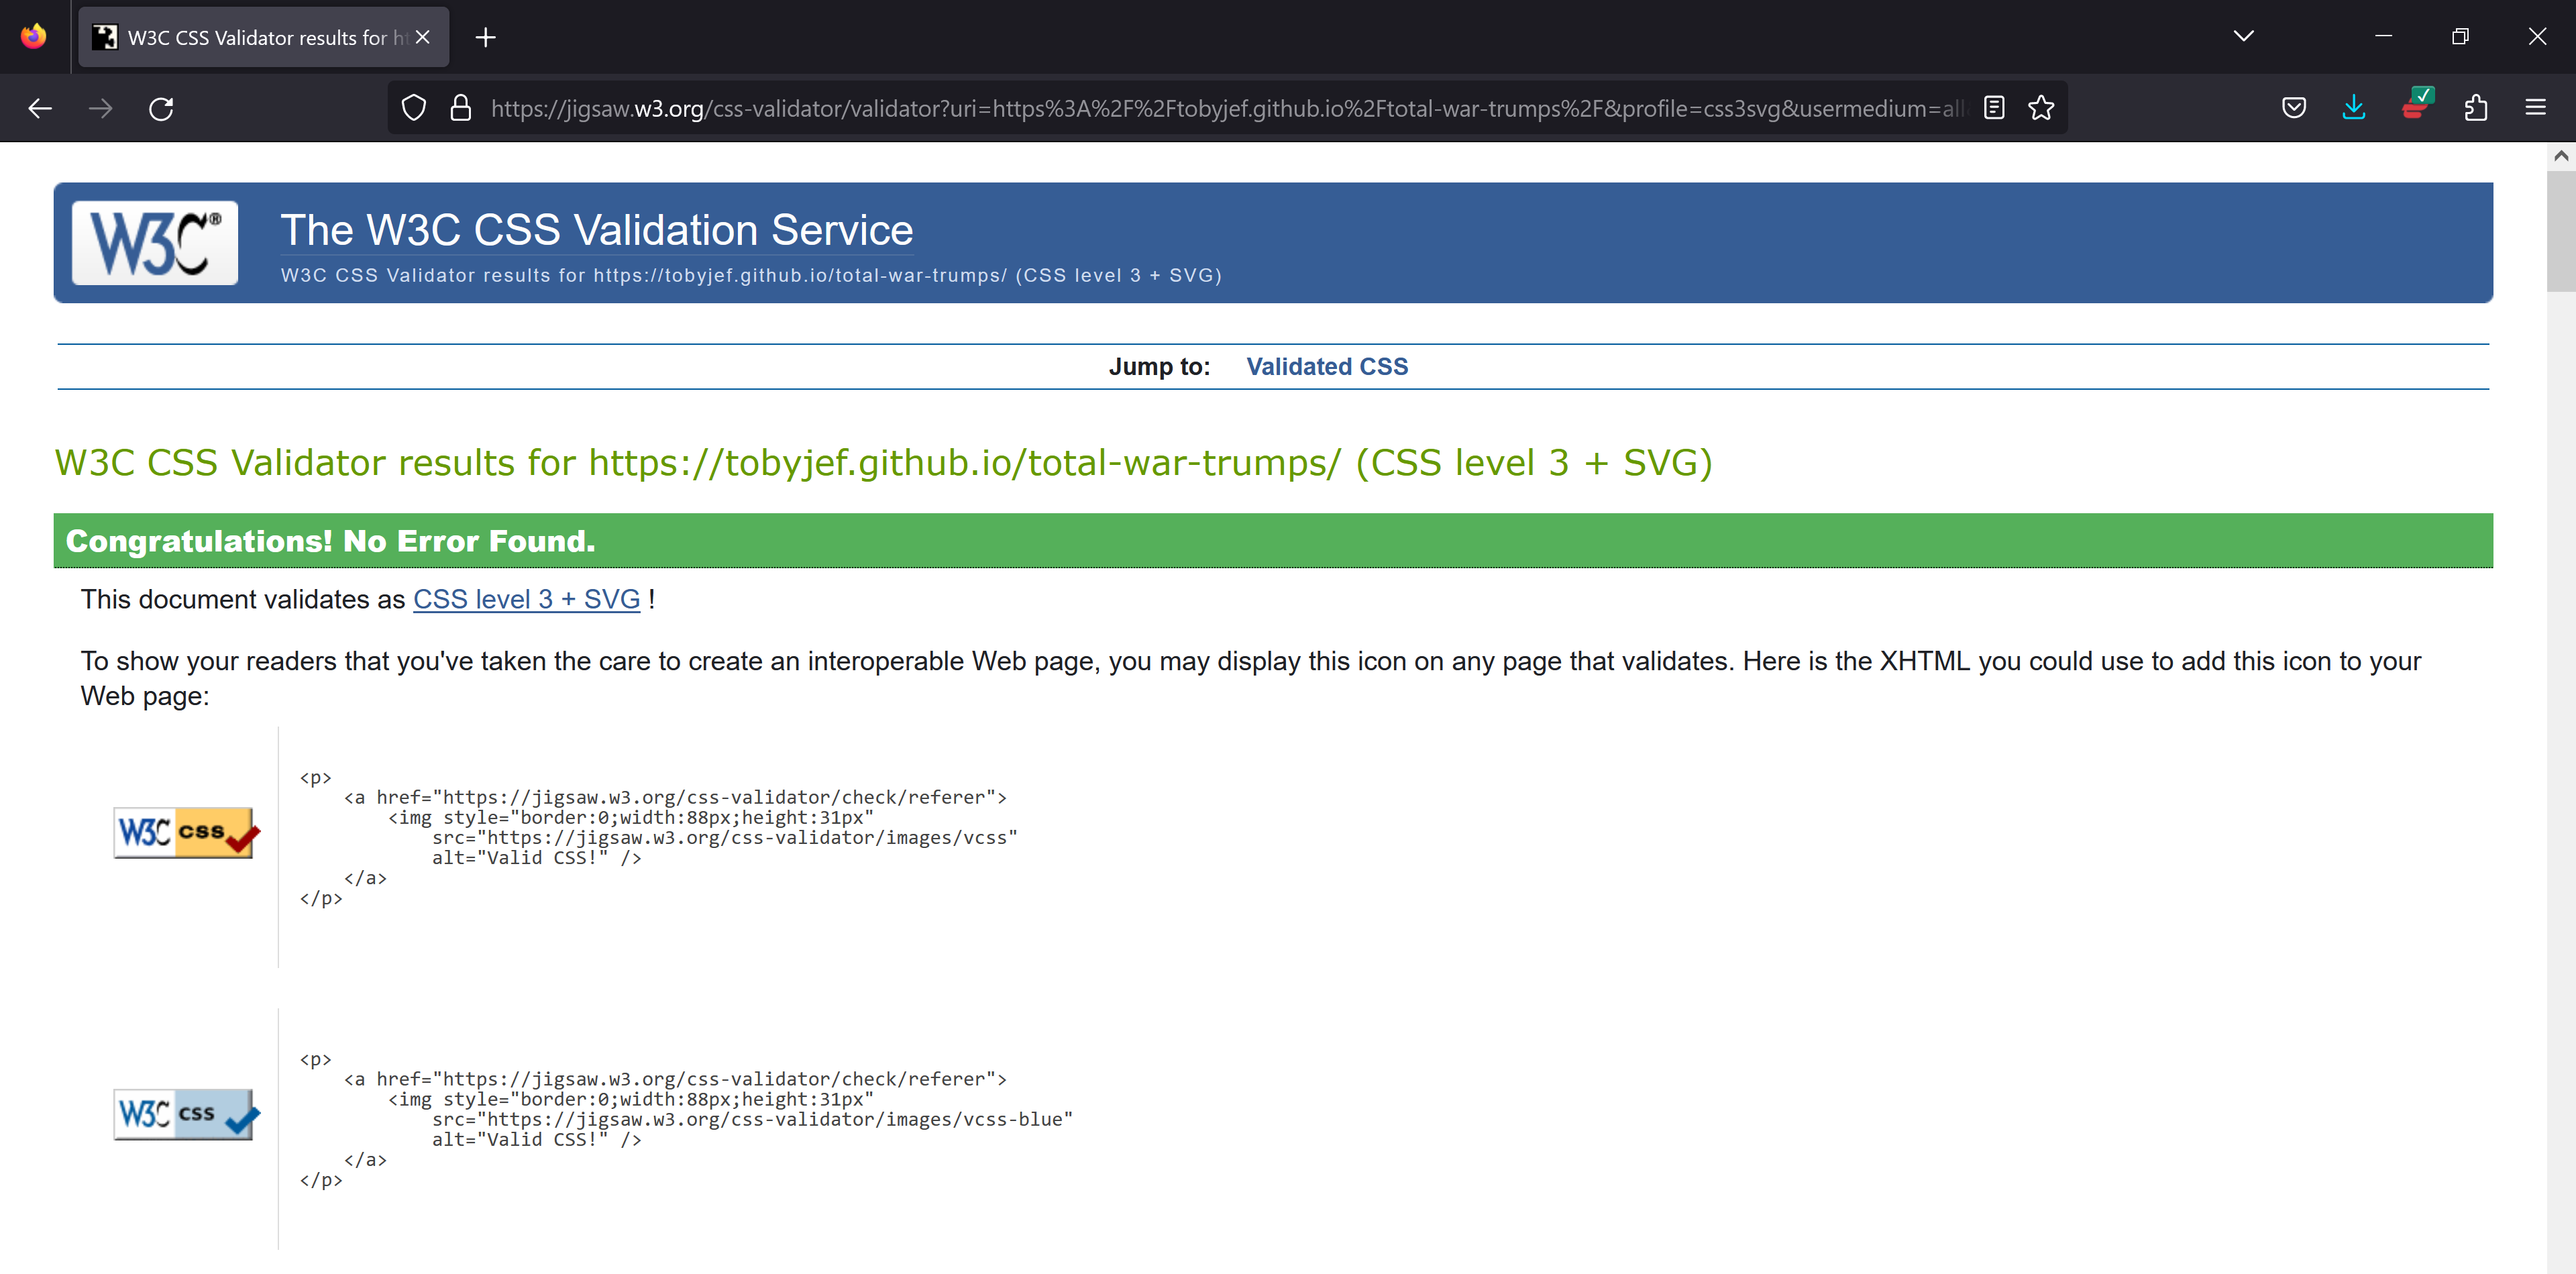 W3C CSS Validator results for ht
https://jigsaw.w3.org/css-validator/validator?uri=https%3A%2F%2Ftobyjef.github.io%2Ftotal-war-trumps%2F&profile=css3svg&usermedium=all
W3C®
The W3C CSS Validation Service
W3C CSS Validator results for https://tobyjef.github.io/total-war-trumps/ (CSS level 3 + SVG)
Jump to: Validated CSS
W3C CSS Validator results for https://tobyjef.github.io/total-war-trumps/ (CSS level 3 + SVG)
Congratulations! No Error Found.
This document validates as CSS level 3 + SVG !
To show your readers that you've taken the care to create an interoperable Web page, you may display this icon on any page that validates. Here is the XHTML you could use to add this icon to your
Web page:
W3C css
<p>
<a href="https://jigsaw.w3.org/css-validator/check/referer">
<img style="border:0;width:88px;height:31px"
src="https://jigsaw.w3.org/css-validator/images/vcss"
alt="Valid CSS!" />
</a>
</p>
W3C css
<p>
<a href="https://jigsaw.w3.org/css-validator/check/referer">
<img style="border:0;width:88px;height:31px"
src="https://jigsaw.w3.org/css-validator/images/vcss-blue"
alt="Valid CSS!" />
</a>
</p>